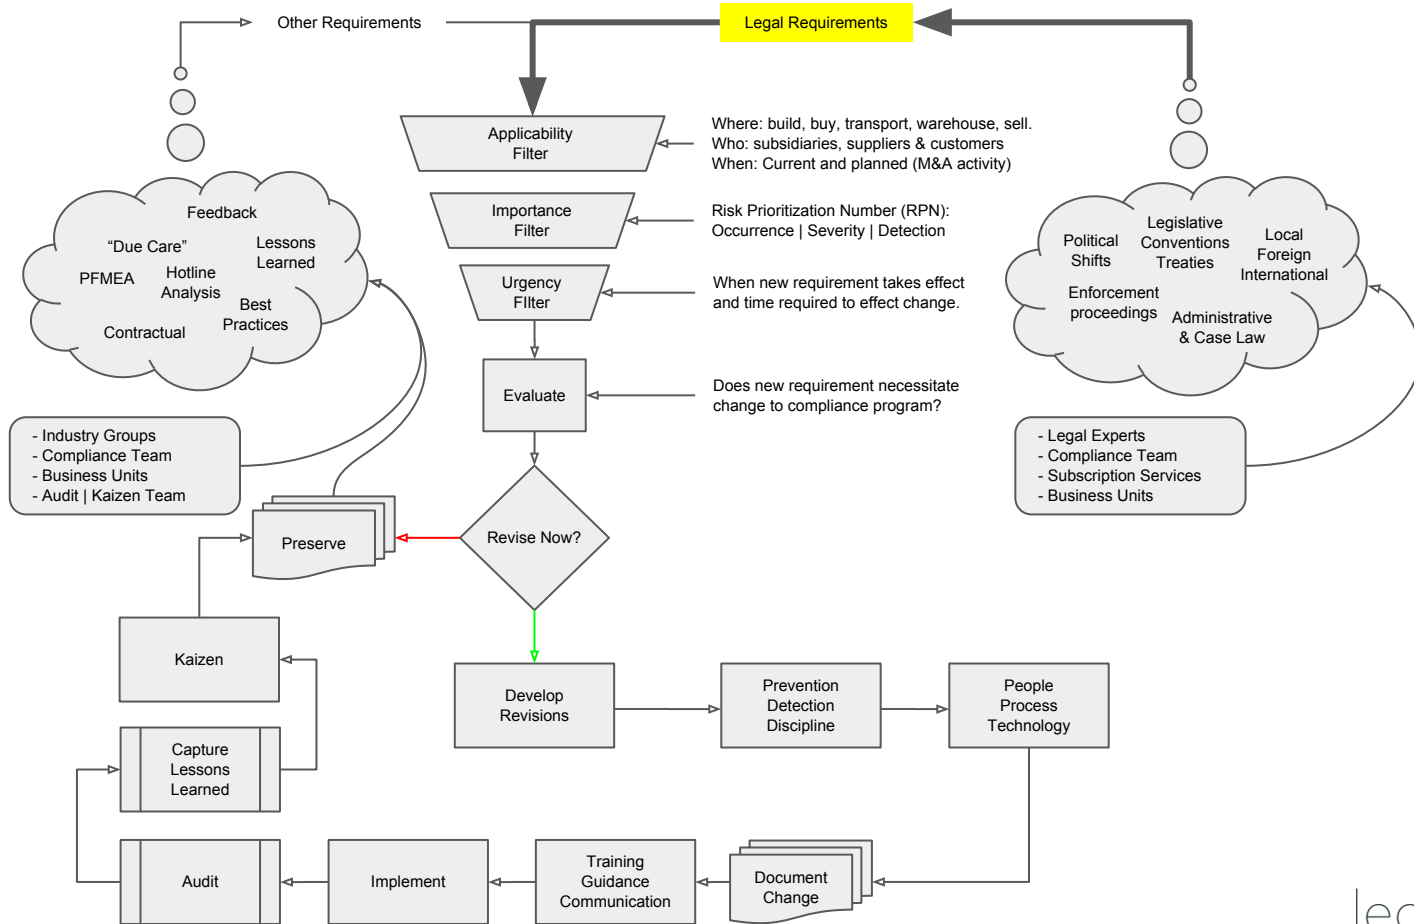 Other Requirements
Legal Requirements
Applicability
Filter
Where: build, buy, transport, warehouse, sell.
Who: subsidiaries, suppliers & customers
When: Current and planned (M&A activity)
Importance
Filter
Risk Prioritization Number (RPN):
Occurrence | Severity | Detection
Urgency
FIlter
When new requirement takes effect
and time required to effect change.
Evaluate
Does new requirement necessitate
change to compliance program?
Feedback
“Due Care”
Lessons
Learned
PFMEA
Hotline
Analysis
Best
Practices
Contractual
Political
Shifts
Legislative
Conventions
Treaties
Local
Foreign
International
Enforcement
proceedings
Administrative
& Case Law
- Industry Groups
- Compliance Team
- Business Units
- Audit | Kaizen Team
- Legal Experts
- Compliance Team
- Subscription Services
- Business Units
Preserve
Revise Now?
Kaizen
Develop
Revisions
Prevention
Detection
Discipline
People
Process
Technology
Capture
Lessons
Learned
Audit
Implement
Training
Guidance
Communication
Document
Change